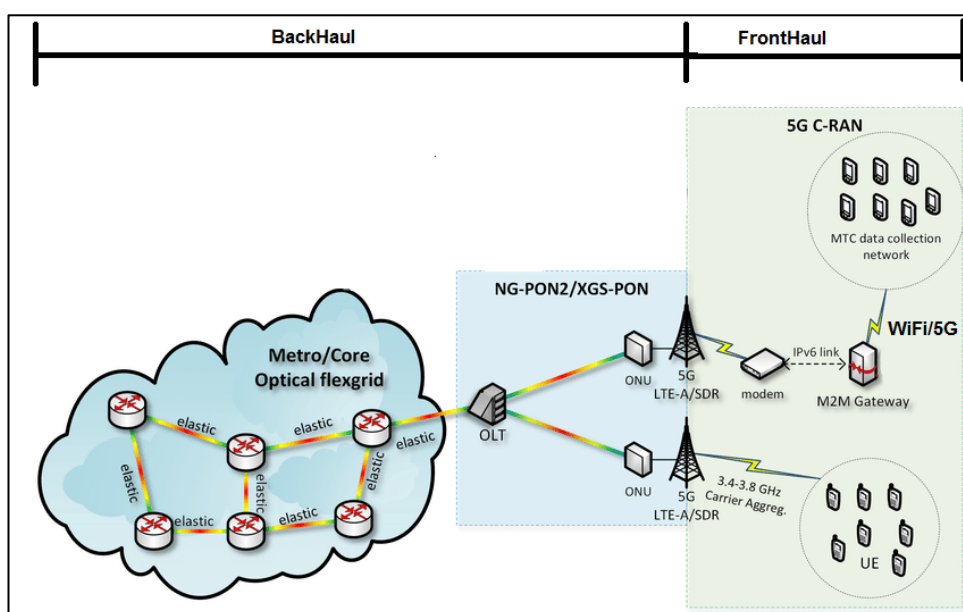 BackHaul
FrontHaul
5G C-RAN
MTC data collection
network
NG-PON2/XGS-PON
WiFi/5G
Metro/Core
Optical flexgrid
ONU
5G
LTE-A/SDR
modem
IPv6 link
M2M Gateway
OLT
elastic
elastic
elastic
elastic
elastic
elastic
elastic
elastic
ONU
5G
LTE-A/SDR
3.4-3.8 GHz
Carrier Aggreg.
UE